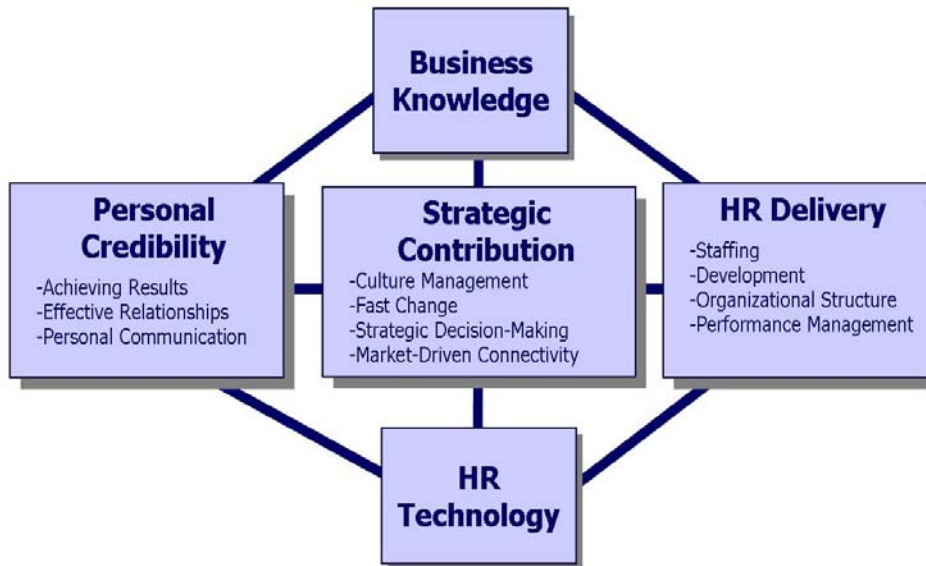 Business
Knowledge
Personal
Credibility
-Achieving Results
-Effective Relationships
-Personal Communication
Strategic
Contribution
-Culture Management
-Fast Change
-Strategic Decision-Making
-Market-Driven Connectivity
HR Delivery
-Staffing
-Development
-Organizational Structure
-Performance Management
HR
Technology